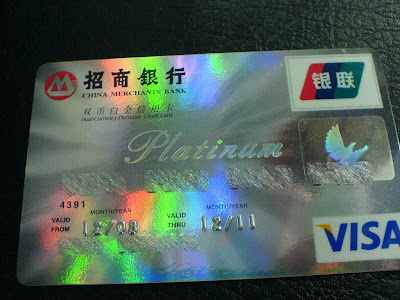 招商銀行
CHINA MERCHANTS BANK
银联
双币白金信用卡
Dual-Currency Platinum Credit Card
Platinum
4391
MONTH/YEAR MONTH/YEAR
VALID FROM 12/08 VALID THRU 12/11
VISA